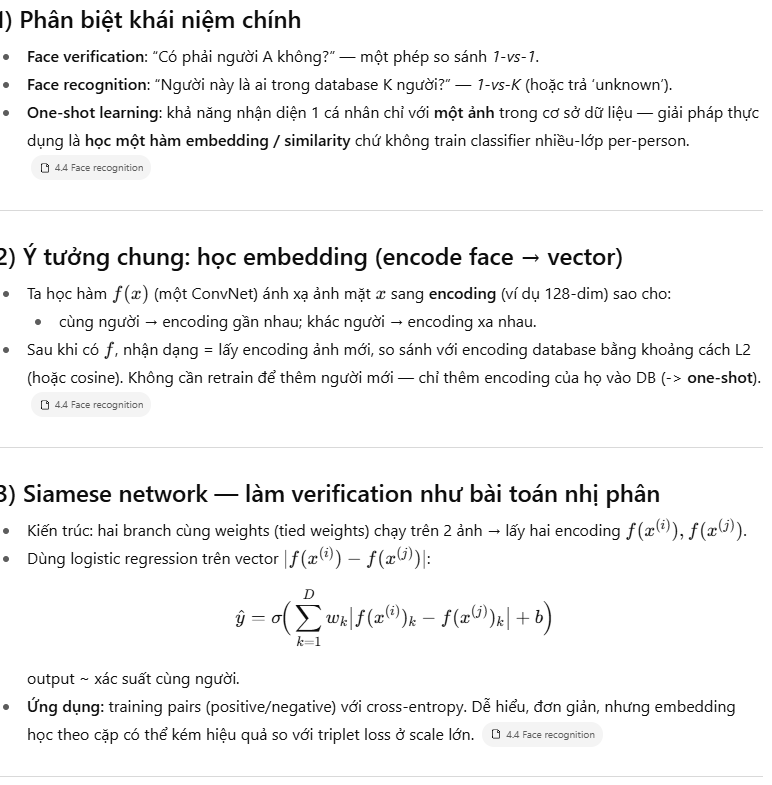 1) Phân biệt khái niệm chính
• Face verification: “Có phải người A không?” — một phép so sánh 1-vs-1.
• Face recognition: “Người này là ai trong database K người?” — 1-vs-K (hoặc trả ‘unknown’).
• One-shot learning: khả năng nhận diện 1 cá nhân chỉ với một ảnh trong cơ sở dữ liệu — giải pháp thực
dụng là học một hàm embedding / similarity chứ không train classifier nhiều-lớp per-person.
4.4 Face recognition
2) Ý tưởng chung: học embedding (encode face → vector)
• Ta học hàm f(x) (một ConvNet) ánh xạ ảnh mặt x sang encoding (ví dụ 128-dim) sao cho:
• cùng người → encoding gần nhau; khác người → encoding xa nhau.
• Sau khi có f, nhận dạng = lấy encoding ảnh mới, so sánh với encoding database bằng khoảng cách L2
(hoặc cosine). Không cần retrain để thêm người mới — chỉ thêm encoding của họ vào DB (-> one-shot).
4.4 Face recognition
3) Siamese network — làm verification như bài toán nhị phân
• Kiến trúc: hai branch cùng weights (tied weights) chạy trên 2 ảnh → lấy hai encoding f(x^(i)), f(x^(j)).
• Dùng logistic regression trên vector |f(x^(i)) − f(x^(j))|:
ŷ = σ(∑_{k=1}^{D} w_k|f(x^(i))_k − f(x^(j))_k| + b)
output ~ xác suất cùng người.
• Ứng dụng: training pairs (positive/negative) với cross-entropy. Dễ hiểu, đơn giản, nhưng embedding
học theo cặp có thể kém hiệu quả so với triplet loss ở scale lớn. 4.4 Face recognition